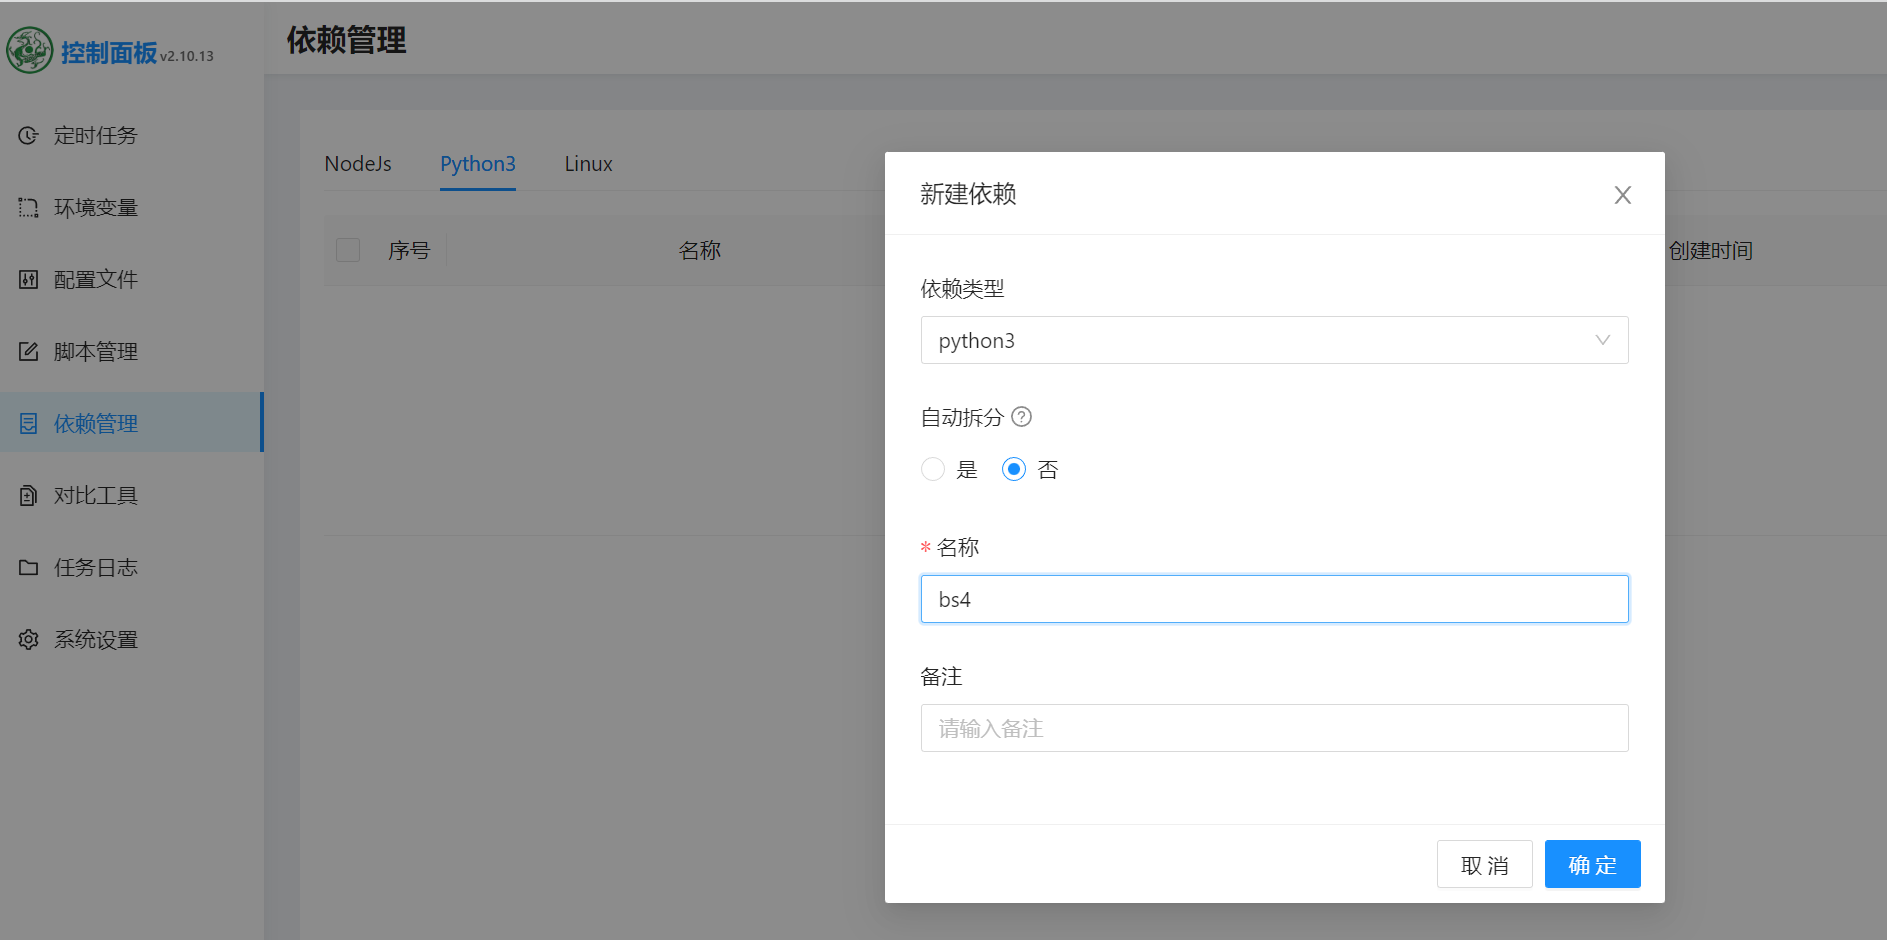 控制面板 v2.10.13
定时任务
环境变量
配置文件
脚本管理
依赖管理
对比工具
任务日志
系统设置
依赖管理
NodeJs Python3 Linux
序号 名称 创建时间
新建依赖
依赖类型
python3
自动拆分
是 否
* 名称
bs4
备注
请输入备注
取 消 确 定